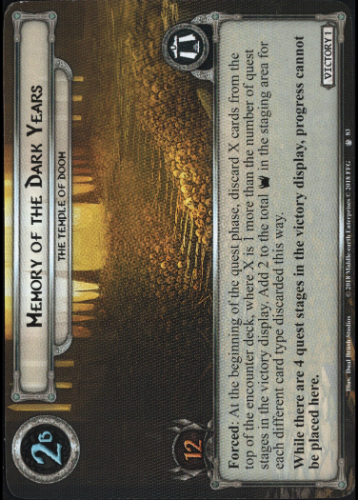 2B
MEMORY OF THE DARK YEARS
THE TEMPLE OF DOOM
12
Forced: At the beginning of the quest phase, discard X cards from the
top of the encounter deck, where X is 1 more than the number of quest
stages in the victory display. Add 2 to the total in the staging area for
each different card type discarded this way.
While there are 4 quest stages in the victory display, progress cannot
be placed here.
VICTORY 1
Illus. Dual Brush Studios © 2018 Middle-earth Enterprises © 2018 FFG 83